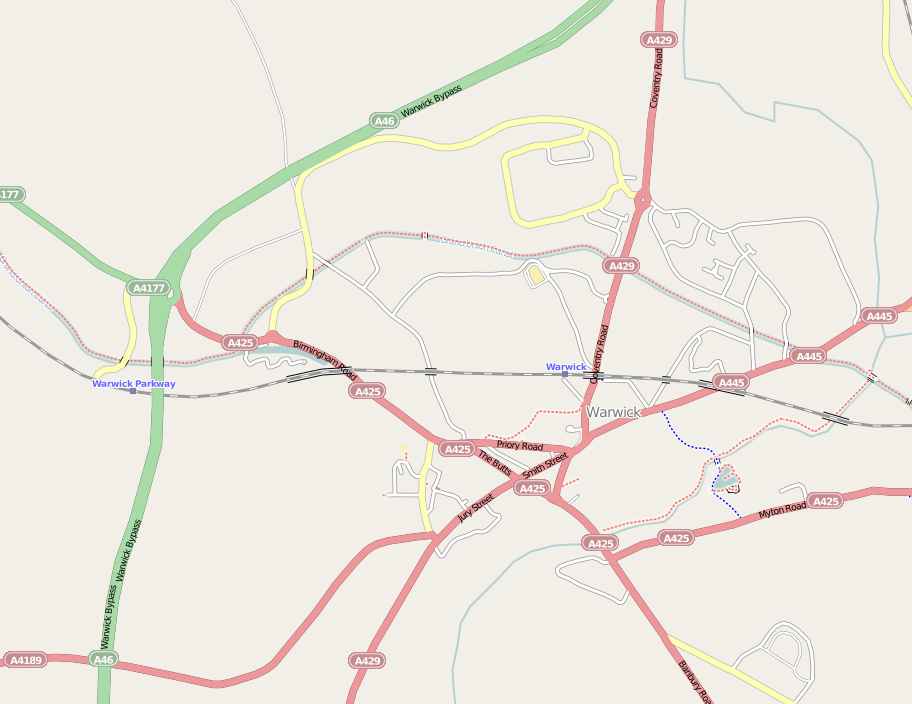 A429
Coventry Road
A46
Warwick Bypass
177
A429
A4177
A445
A425
Birmingham Road
A445
Coventry Road
Warwick
Warwick Parkway
A425
A445
Warwick
A425
Priory Road
The Butts
Smith Street
A425
Jury Street
A425
Myton Road
A425
A425
Warwick Bypass
Warwick Bypass
A4189
A46
A429
Banbury Roa